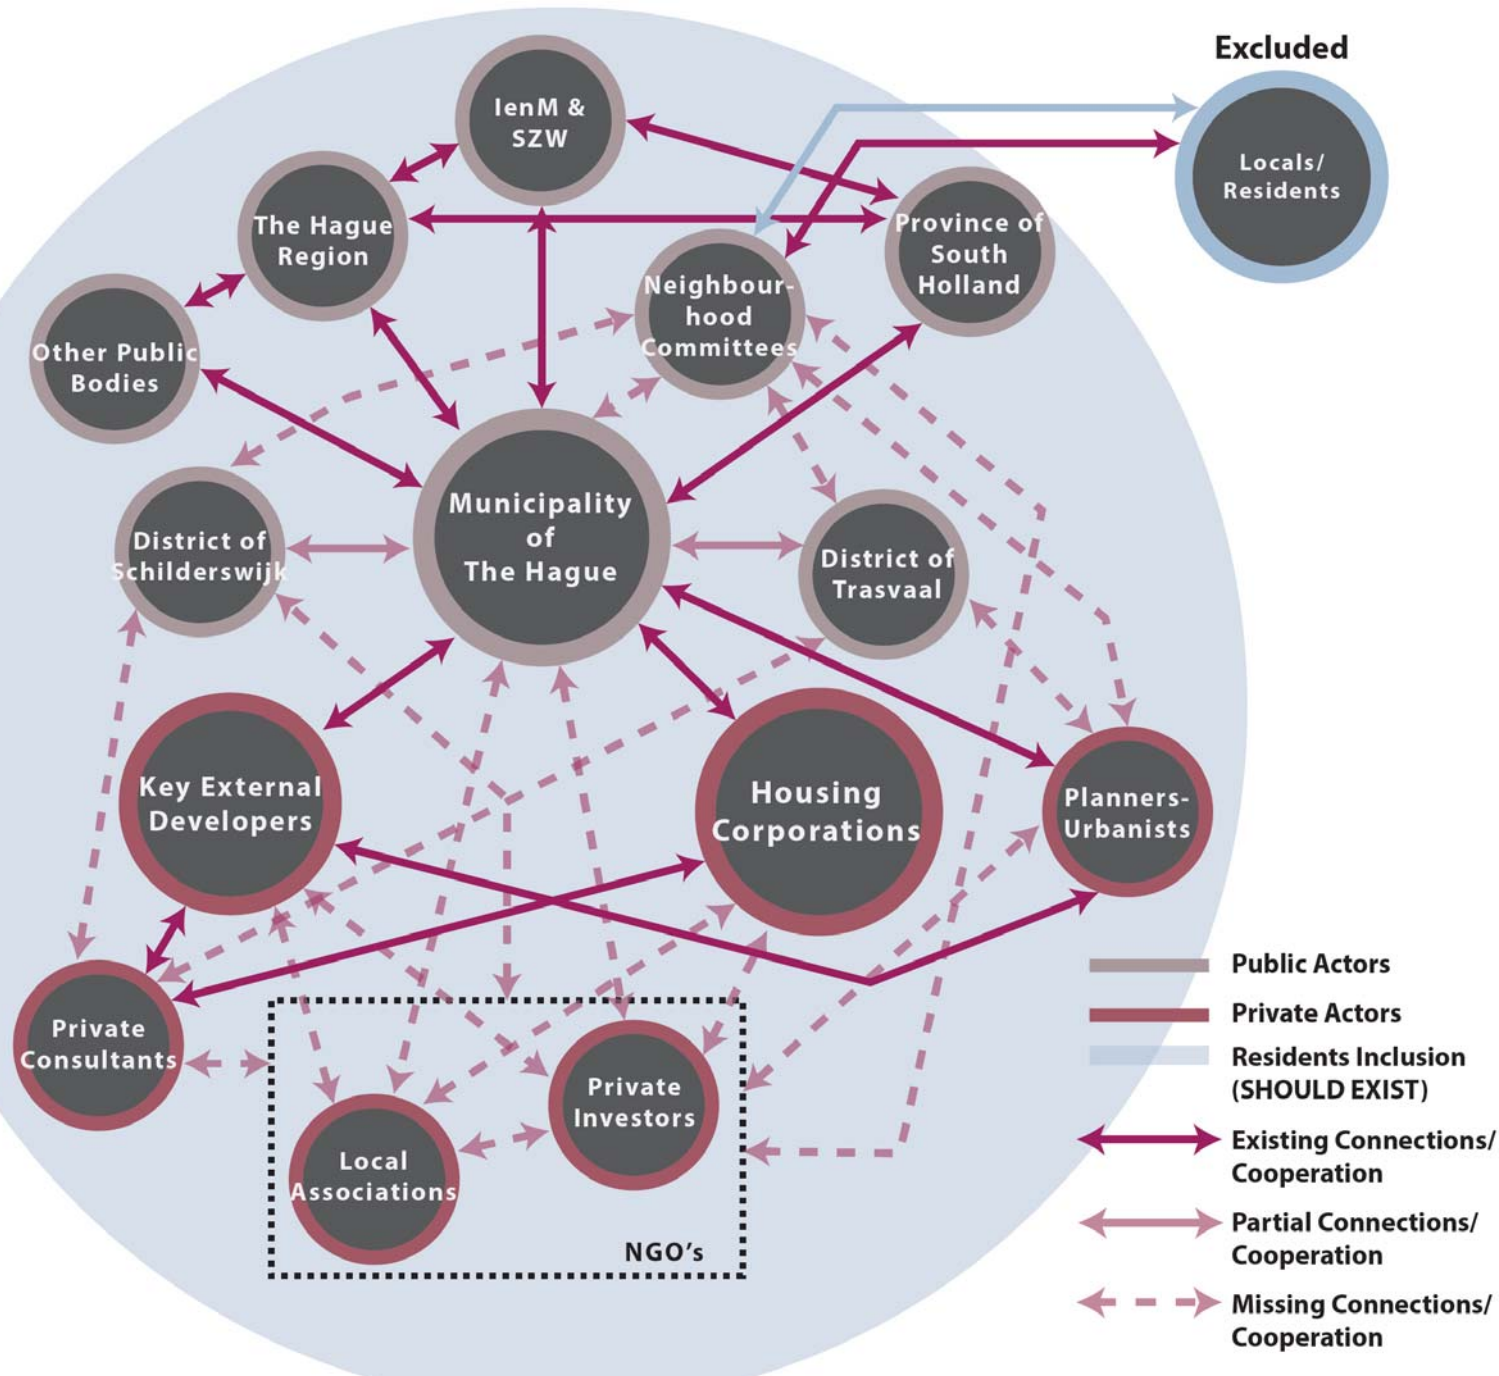 Excluded
IenM &
SZW
Locals/
Residents
The Hague
Region
Province of
South
Holland
Neighbour-
hood
Committees
Other Public
Bodies
Municipality
of
The Hague
District of
Schilderswijk
District of
Trasvaal
Key External
Developers
Housing
Corporations
Planners-
Urbanists
Private
Consultants
Private
Investors
Local
Associations
NGO's
Public Actors
Private Actors
Residents Inclusion
(SHOULD EXIST)
Existing Connections/
Cooperation
Partial Connections/
Cooperation
Missing Connections/
Cooperation